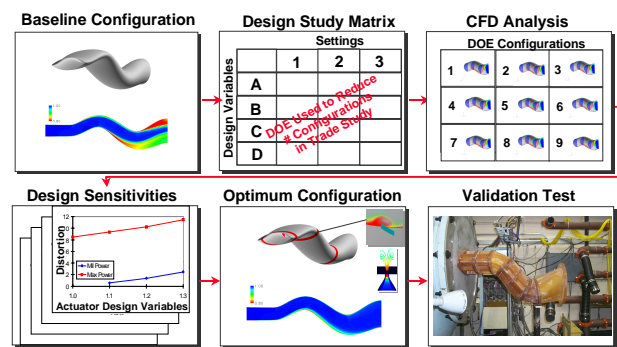 Baseline Configuration
Design Study Matrix
CFD Analysis
Settings
1 2 3
Design Variables
A
B
C
D
DOE Used to Reduce
# Configurations
in Trade Study
DOE Configurations
1 2 3
4 5 6
7 8 9
Design Sensitivities
Optimum Configuration
Validation Test
Distortion
12
8
6
4
2
0
Mil Power
Max Power
1.0 1.1 1.2 1.3
Actuator Design Variables